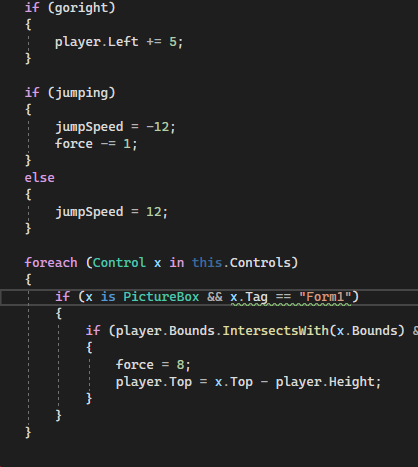 if (goright)
{
player.Left += 5;
}
if (jumping)
{
jumpSpeed = -12;
force -= 1;
}
else
{
jumpSpeed = 12;
}
foreach (Control x in this.Controls)
{
if (x is PictureBox && x.Tag == "Form1")
{
if (player.Bounds.IntersectsWith(x.Bounds) &
{
force = 8;
player.Top = x.Top - player.Height;
}
}
}